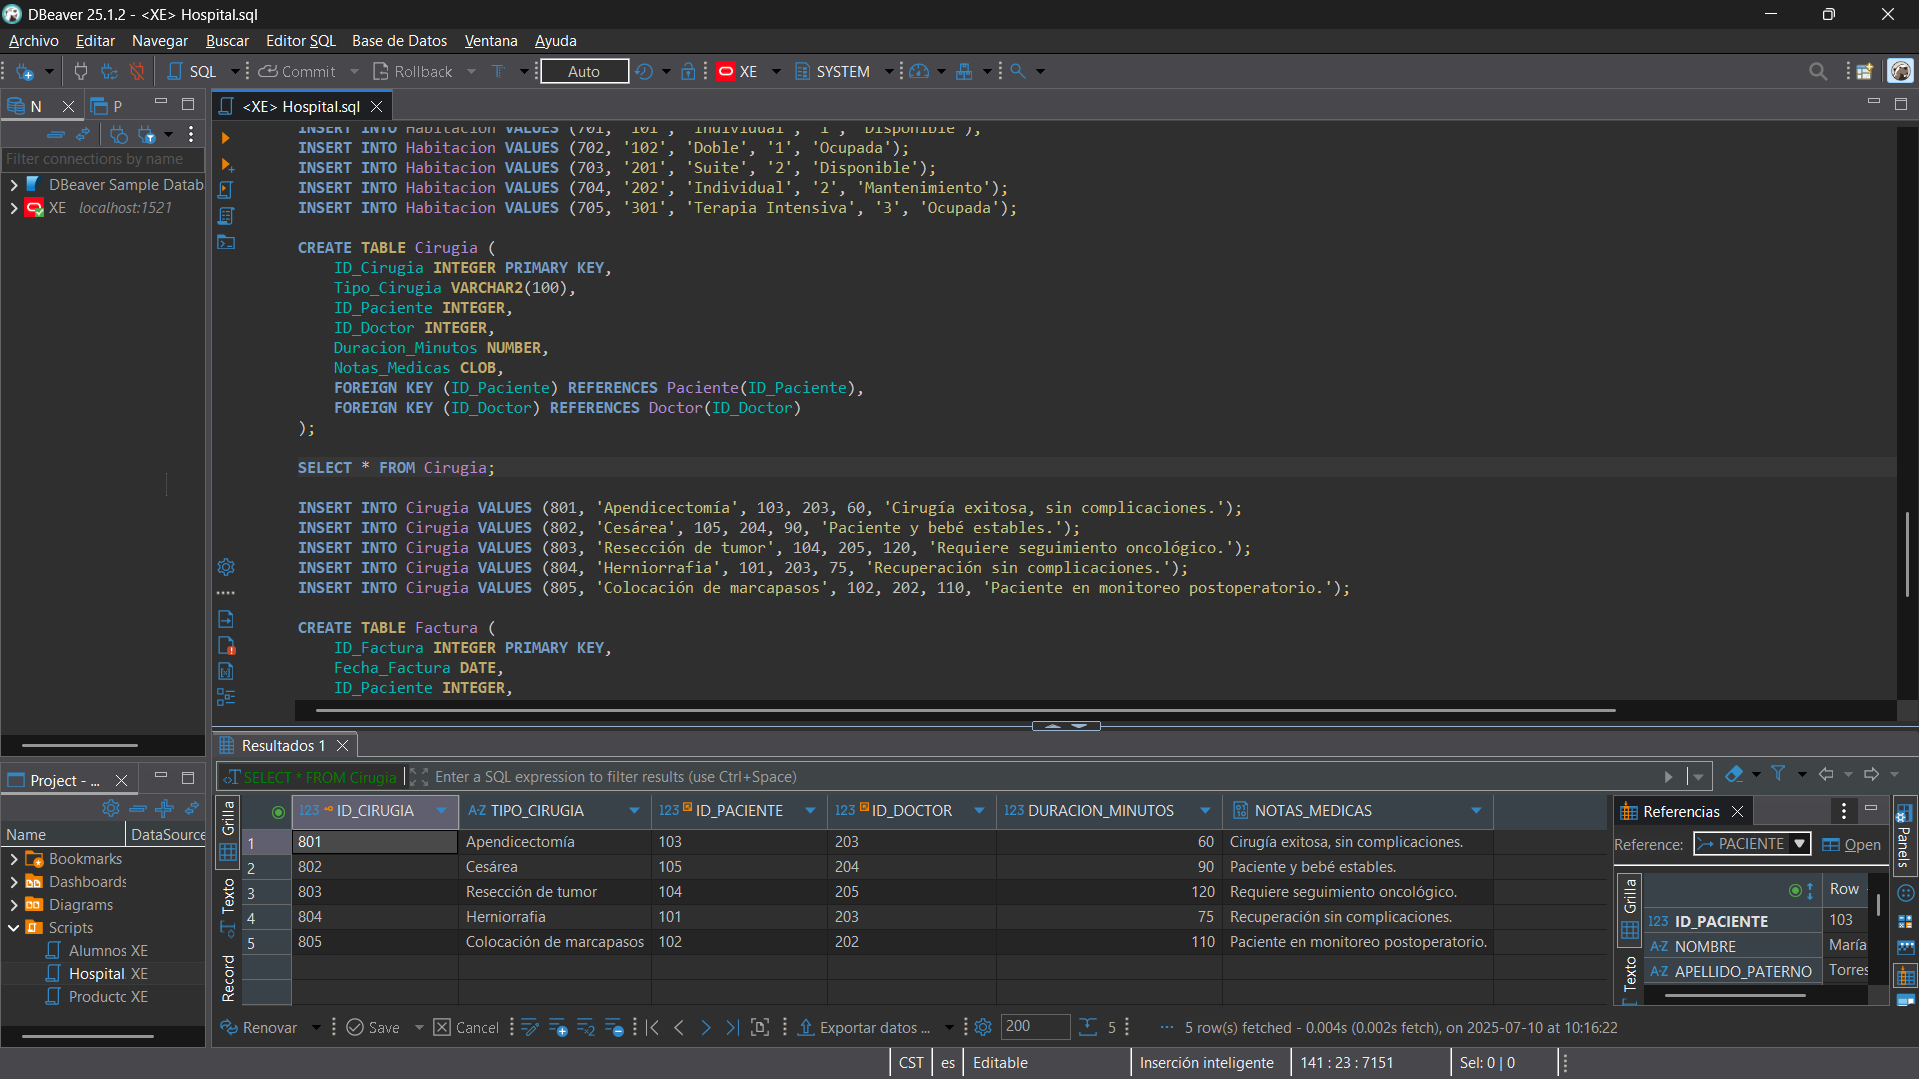 DBeaver 25.1.2 - <XE> Hospital.sql
Archivo Editar Navegar Buscar Editor SQL Base de Datos Ventana Ayuda
SQL Commit Rollback T Auto XE SYSTEM
N P
<XE> Hospital.sql
Filter connections by name
DBeaver Sample Datab
XE localhost:1521
INSERT INTO Habitacion VALUES (701, '101', 'Individual', '1', 'Disponible');
INSERT INTO Habitacion VALUES (702, '102', 'Doble', '1', 'Ocupada');
INSERT INTO Habitacion VALUES (703, '201', 'Suite', '2', 'Disponible');
INSERT INTO Habitacion VALUES (704, '202', 'Individual', '2', 'Mantenimiento');
INSERT INTO Habitacion VALUES (705, '301', 'Terapia Intensiva', '3', 'Ocupada');
CREATE TABLE Cirugia (
ID_Cirugia INTEGER PRIMARY KEY,
Tipo_Cirugia VARCHAR2(100),
ID_Paciente INTEGER,
ID_Doctor INTEGER,
Duracion_Minutos NUMBER,
Notas_Medicas CLOB,
FOREIGN KEY (ID_Paciente) REFERENCES Paciente(ID_Paciente),
FOREIGN KEY (ID_Doctor) REFERENCES Doctor(ID_Doctor)
);
SELECT * FROM Cirugia;
INSERT INTO Cirugia VALUES (801, 'Apendicectomía', 103, 203, 60, 'Cirugía exitosa, sin complicaciones.');
INSERT INTO Cirugia VALUES (802, 'Cesárea', 105, 204, 90, 'Paciente y bebé estables.');
INSERT INTO Cirugia VALUES (803, 'Resección de tumor', 104, 205, 120, 'Requiere seguimiento oncológico.');
INSERT INTO Cirugia VALUES (804, 'Herniorrafia', 101, 203, 75, 'Recuperación sin complicaciones.');
INSERT INTO Cirugia VALUES (805, 'Colocación de marcapasos', 102, 202, 110, 'Paciente en monitoreo postoperatorio.');
CREATE TABLE Factura (
ID_Factura INTEGER PRIMARY KEY,
Fecha_Factura DATE,
ID_Paciente INTEGER,
Project - ...
Name DataSource
Bookmarks
Dashboards
Diagrams
Scripts
Alumnos XE
Hospital XE
Producto XE
Resultados 1
SELECT * FROM Cirugia Enter a SQL expression to filter results (use Ctrl+Space)
Grilla
Texto
Record
123 ID_CIRUGIA A-Z TIPO_CIRUGIA 123 ID_PACIENTE 123 ID_DOCTOR 123 DURACION_MINUTOS NOTAS_MEDICAS
1 801 Apendicectomía 103 203 60 Cirugía exitosa, sin complicaciones.
2 802 Cesárea 105 204 90 Paciente y bebé estables.
3 803 Resección de tumor 104 205 120 Requiere seguimiento oncológico.
4 804 Herniorrafia 101 203 75 Recuperación sin complicaciones.
5 805 Colocación de marcapasos 102 202 110 Paciente en monitoreo postoperatorio.
Referencias
Reference: PACIENTE Open
Panels
Grilla
Texto
Row
123 ID_PACIENTE 103
A-Z NOMBRE María
A-Z APELLIDO_PATERNO Torres
Renovar Save Cancel Exportar datos ... 200 5 ... 5 row(s) fetched - 0.004s (0.002s fetch), on 2025-07-10 at 10:16:22
CST es Editable Inserción inteligente 141 : 23 : 7151 Sel: 0 | 0